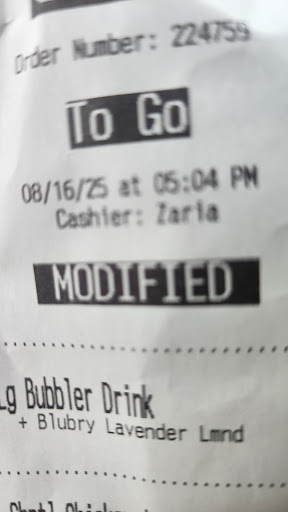 Order Number: 224759
To Go
08/16/25 at 05:04 PM
Cashier: Zaria
MODIFIED
Lg Bubbler Drink
+ Blubry Lavender Lmnd